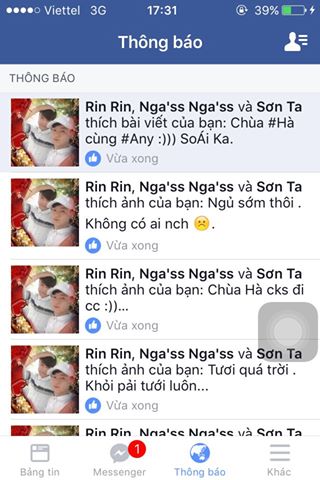 Viettel 3G 17:31 39%
Thông báo
THÔNG BÁO
Rin Rin, Nga'ss Nga'ss và Sơn Ta
thích bài viết của bạn: Chùa #Hà
cùng #Any :))) SoÁi Ka.
Vừa xong
Rin Rin, Nga'ss Nga'ss và Sơn Ta
thích ảnh của bạn: Ngủ sớm thôi .
Không có ai nch ☹️.
Vừa xong
Rin Rin, Nga'ss Nga'ss và Sơn Ta
thích ảnh của bạn: Chùa Hà cks đi
cc :))...
Vừa xong
Rin Rin, Nga'ss Nga'ss và Sơn Ta
thích ảnh của bạn: Tươi quá trời .
Khỏi pải tưới luôn...
Vừa xong
Rin Rin, Nga'ss Nga'ss và Sơn Ta
1
Bảng tin Messenger Thông báo Khác